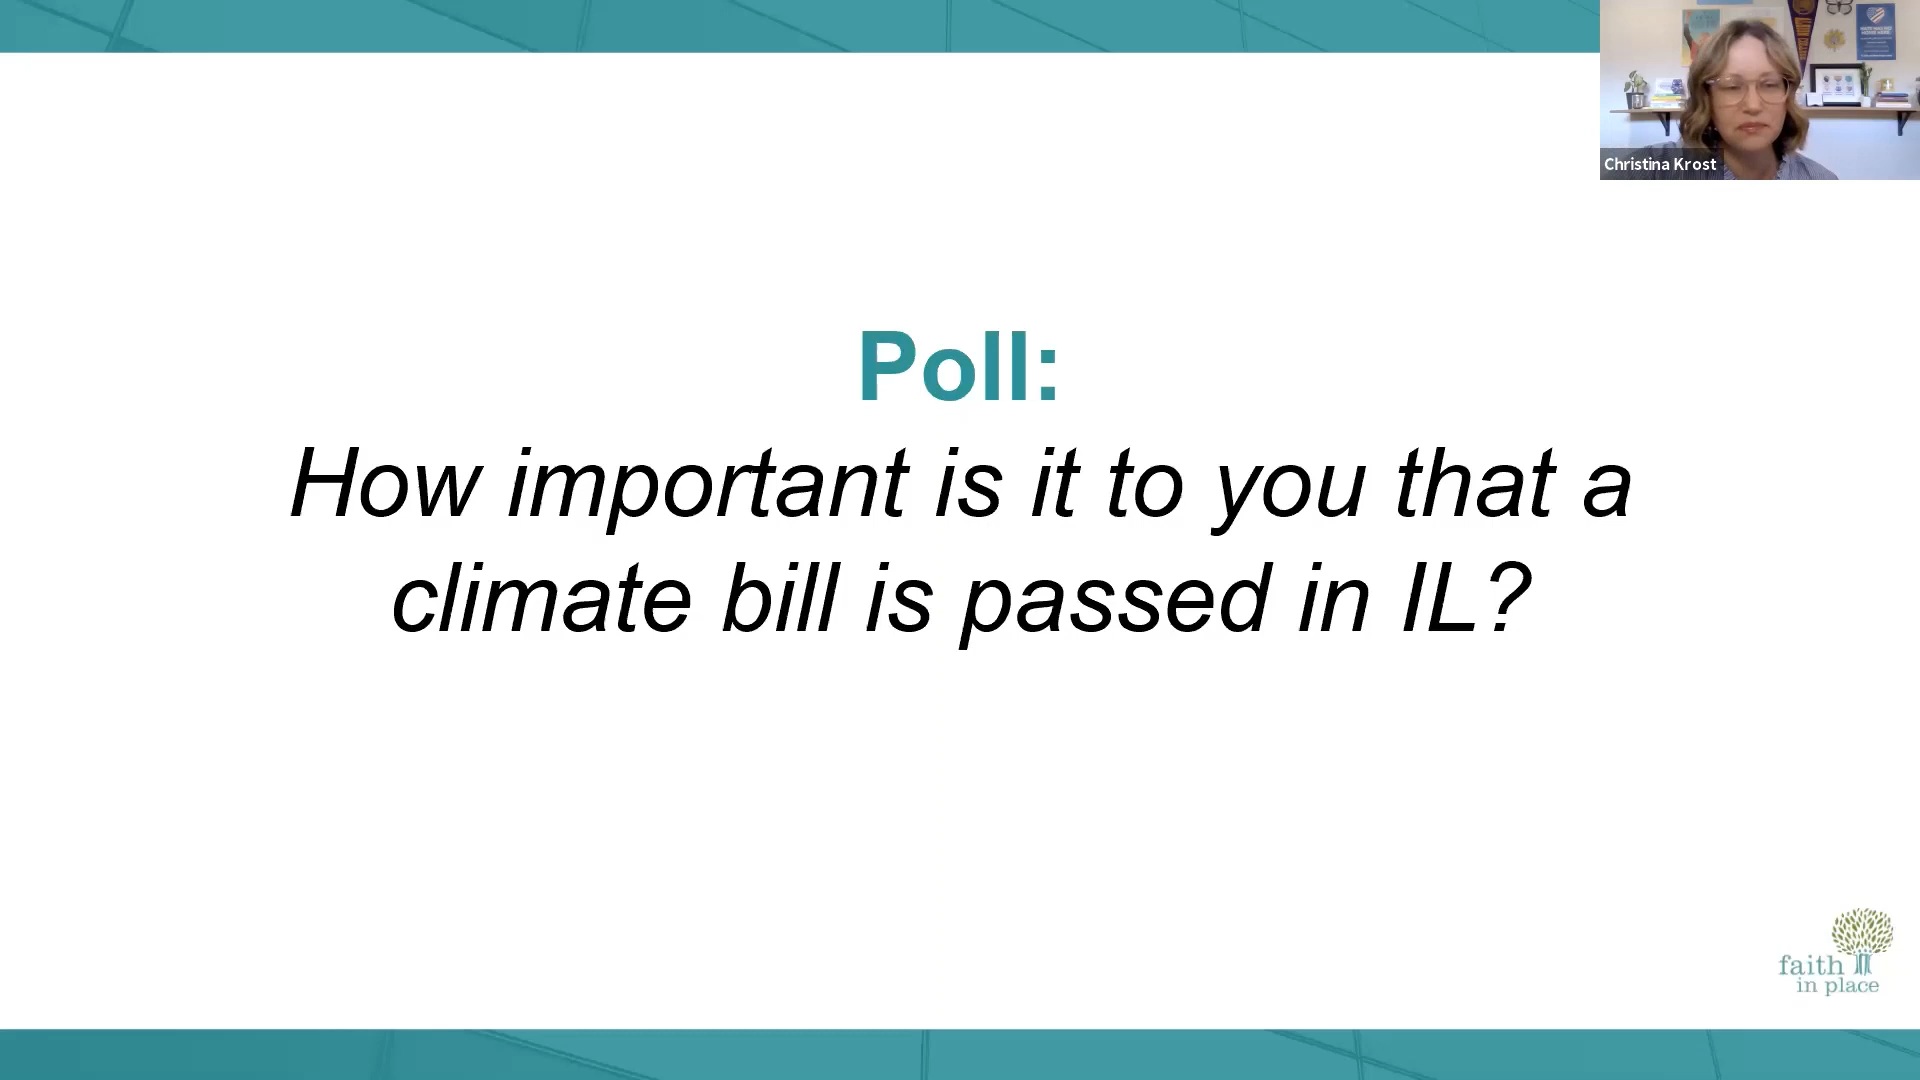 Christina Krost
Poll:
How important is it to you that a
climate bill is passed in IL?
faith
in place